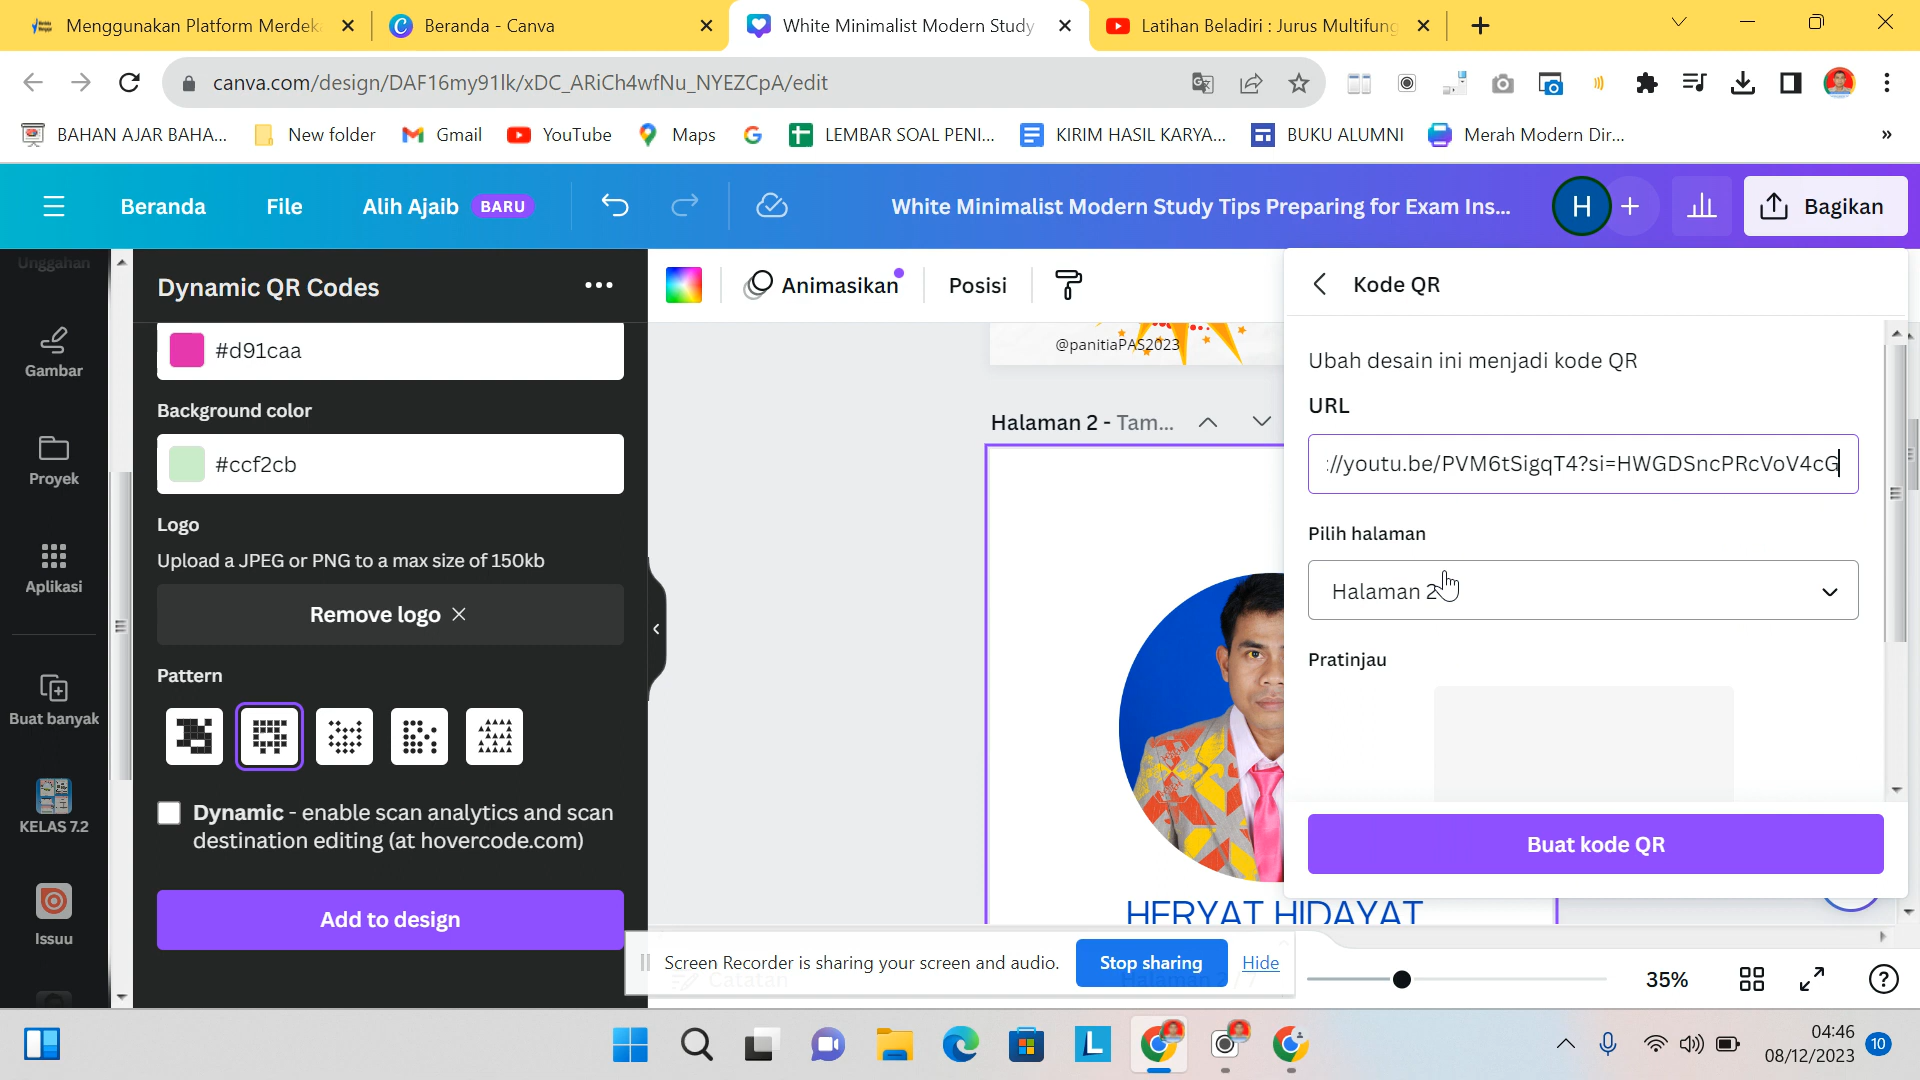 Menggunakan Platform Merdek
Beranda - Canva
White Minimalist Modern Study
Latihan Beladiri : Jurus Multifung
canva.com/design/DAF16my91lk/xDC_ARiCh4wfNu_NYEZCpA/edit
BAHAN AJAR BAHA...
New folder
Gmail
YouTube
Maps
LEMBAR SOAL PENI...
KIRIM HASIL KARYA...
BUKU ALUMNI
Merah Modern Dir...
»
Beranda
File
Alih Ajaib BARU
White Minimalist Modern Study Tips Preparing for Exam Ins...
H
Bagikan
Unggahan
Gambar
Proyek
Aplikasi
Buat banyak
KELAS 7.2
Issuu
Dynamic QR Codes
#d91caa
Background color
#ccf2cb
Logo
Upload a JPEG or PNG to a max size of 150kb
Remove logo
Pattern
Dynamic - enable scan analytics and scan
destination editing (at hovercode.com)
Add to design
Animasikan
Posisi
@panitiaPAS2023
Halaman 2 - Tam...
HERYAT HIDAYAT
Kode QR
Ubah desain ini menjadi kode QR
URL
://youtu.be/PVM6tSigqT4?si=HWGDSncPRcVoV4cG
Pilih halaman
Halaman 2
Pratinjau
Buat kode QR
Screen Recorder is sharing your screen and audio.
Stop sharing
Hide
Catatan
35%
L
04:46
08/12/2023
10